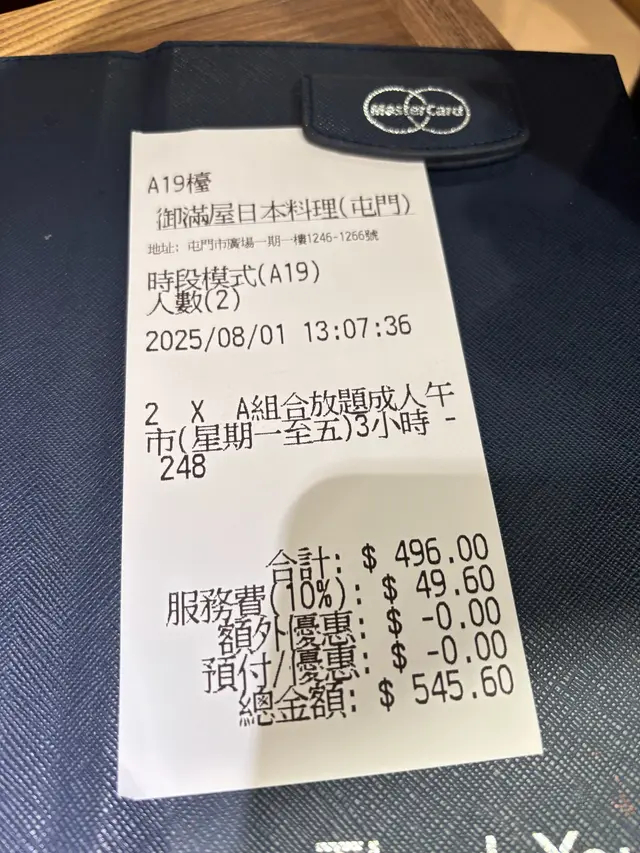 MasterCard
A19檯
御滿屋日本料理(屯門)
地址: 屯門市廣場一期一樓1246-1266號
時段模式(A19)
人數(2)
2025/08/01 13:07:36
2 X A組合放題成人午
市(星期一至五)3小時 -
248
合計: $ 496.00
服務費(10%): $ 49.60
額外優惠: $ -0.00
預付/優惠: $ -0.00
總金額: $ 545.60